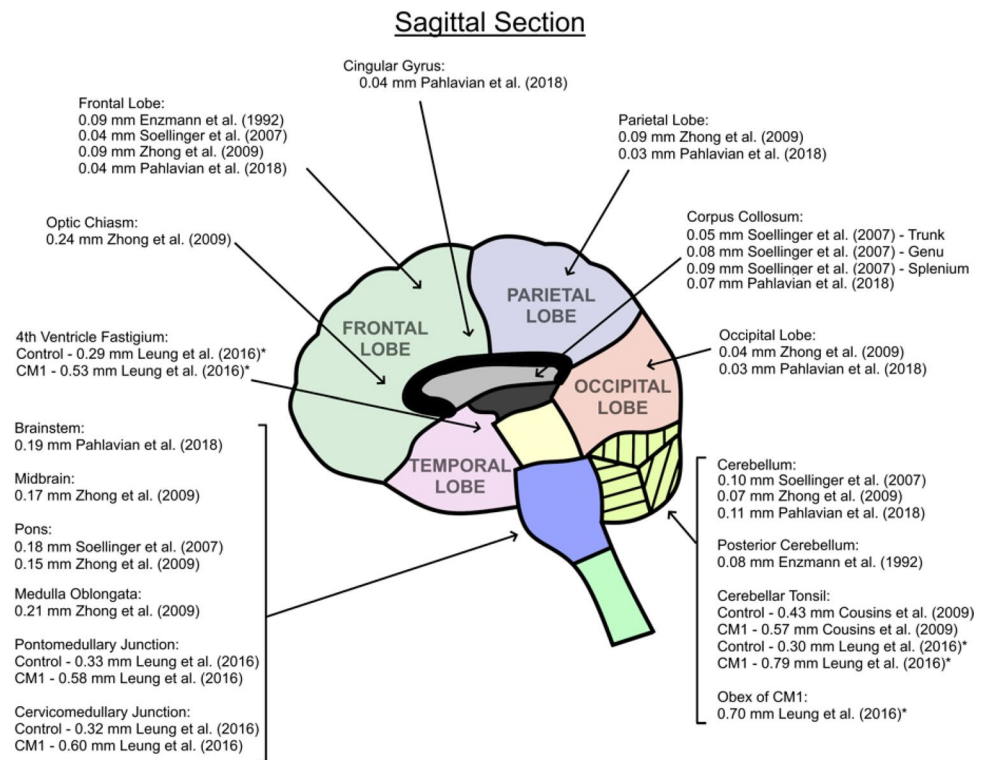 Sagittal Section
Cingular Gyrus:
0.04 mm Pahlavian et al. (2018)
Frontal Lobe:
0.09 mm Enzmann et al. (1992)
0.04 mm Soellinger et al. (2007)
0.09 mm Zhong et al. (2009)
0.04 mm Pahlavian et al. (2018)
Parietal Lobe:
0.09 mm Zhong et al. (2009)
0.03 mm Pahlavian et al. (2018)
Optic Chiasm:
0.24 mm Zhong et al. (2009)
Corpus Collosum:
0.05 mm Soellinger et al. (2007) - Trunk
0.08 mm Soellinger et al. (2007) - Genu
0.09 mm Soellinger et al. (2007) - Splenium
0.07 mm Pahlavian et al. (2018)
4th Ventricle Fastigium:
Control - 0.29 mm Leung et al. (2016)*
CM1 - 0.53 mm Leung et al. (2016)*
Occipital Lobe:
0.04 mm Zhong et al. (2009)
0.03 mm Pahlavian et al. (2018)
FRONTAL
LOBE
PARIETAL
LOBE
OCCIPITAL
LOBE
TEMPORAL
LOBE
Brainstem:
0.19 mm Pahlavian et al. (2018)
Midbrain:
0.17 mm Zhong et al. (2009)
Pons:
0.18 mm Soellinger et al. (2007)
0.15 mm Zhong et al. (2009)
Medulla Oblongata:
0.21 mm Zhong et al. (2009)
Pontomedullary Junction:
Control - 0.33 mm Leung et al. (2016)
CM1 - 0.58 mm Leung et al. (2016)
Cervicomedullary Junction:
Control - 0.32 mm Leung et al. (2016)
CM1 - 0.60 mm Leung et al. (2016)
Cerebellum:
0.10 mm Soellinger et al. (2007)
0.07 mm Zhong et al. (2009)
0.11 mm Pahlavian et al. (2018)
Posterior Cerebellum:
0.08 mm Enzmann et al. (1992)
Cerebellar Tonsil:
Control - 0.43 mm Cousins et al. (2009)
CM1 - 0.57 mm Cousins et al. (2009)
Control - 0.30 mm Leung et al. (2016)*
CM1 - 0.79 mm Leung et al. (2016)*
Obex of CM1:
0.70 mm Leung et al. (2016)*